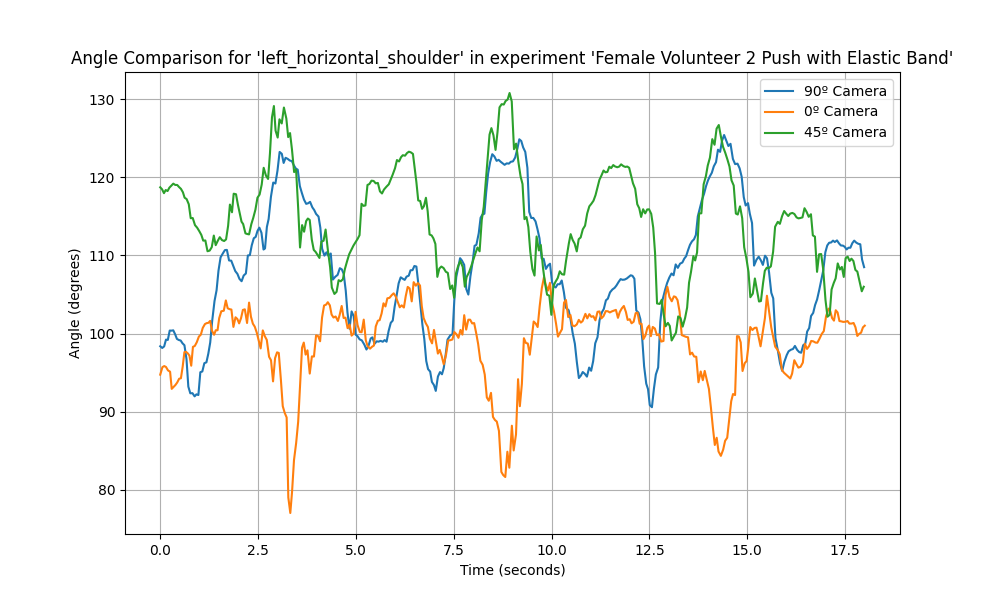 Angle Comparison for 'left_horizontal_shoulder' in experiment 'Female Volunteer 2 Push with Elastic Band'
90º Camera
0º Camera
45º Camera
130
120
110
100
90
80
Angle (degrees)
0.0 2.5 5.0 7.5 10.0 12.5 15.0 17.5
Time (seconds)